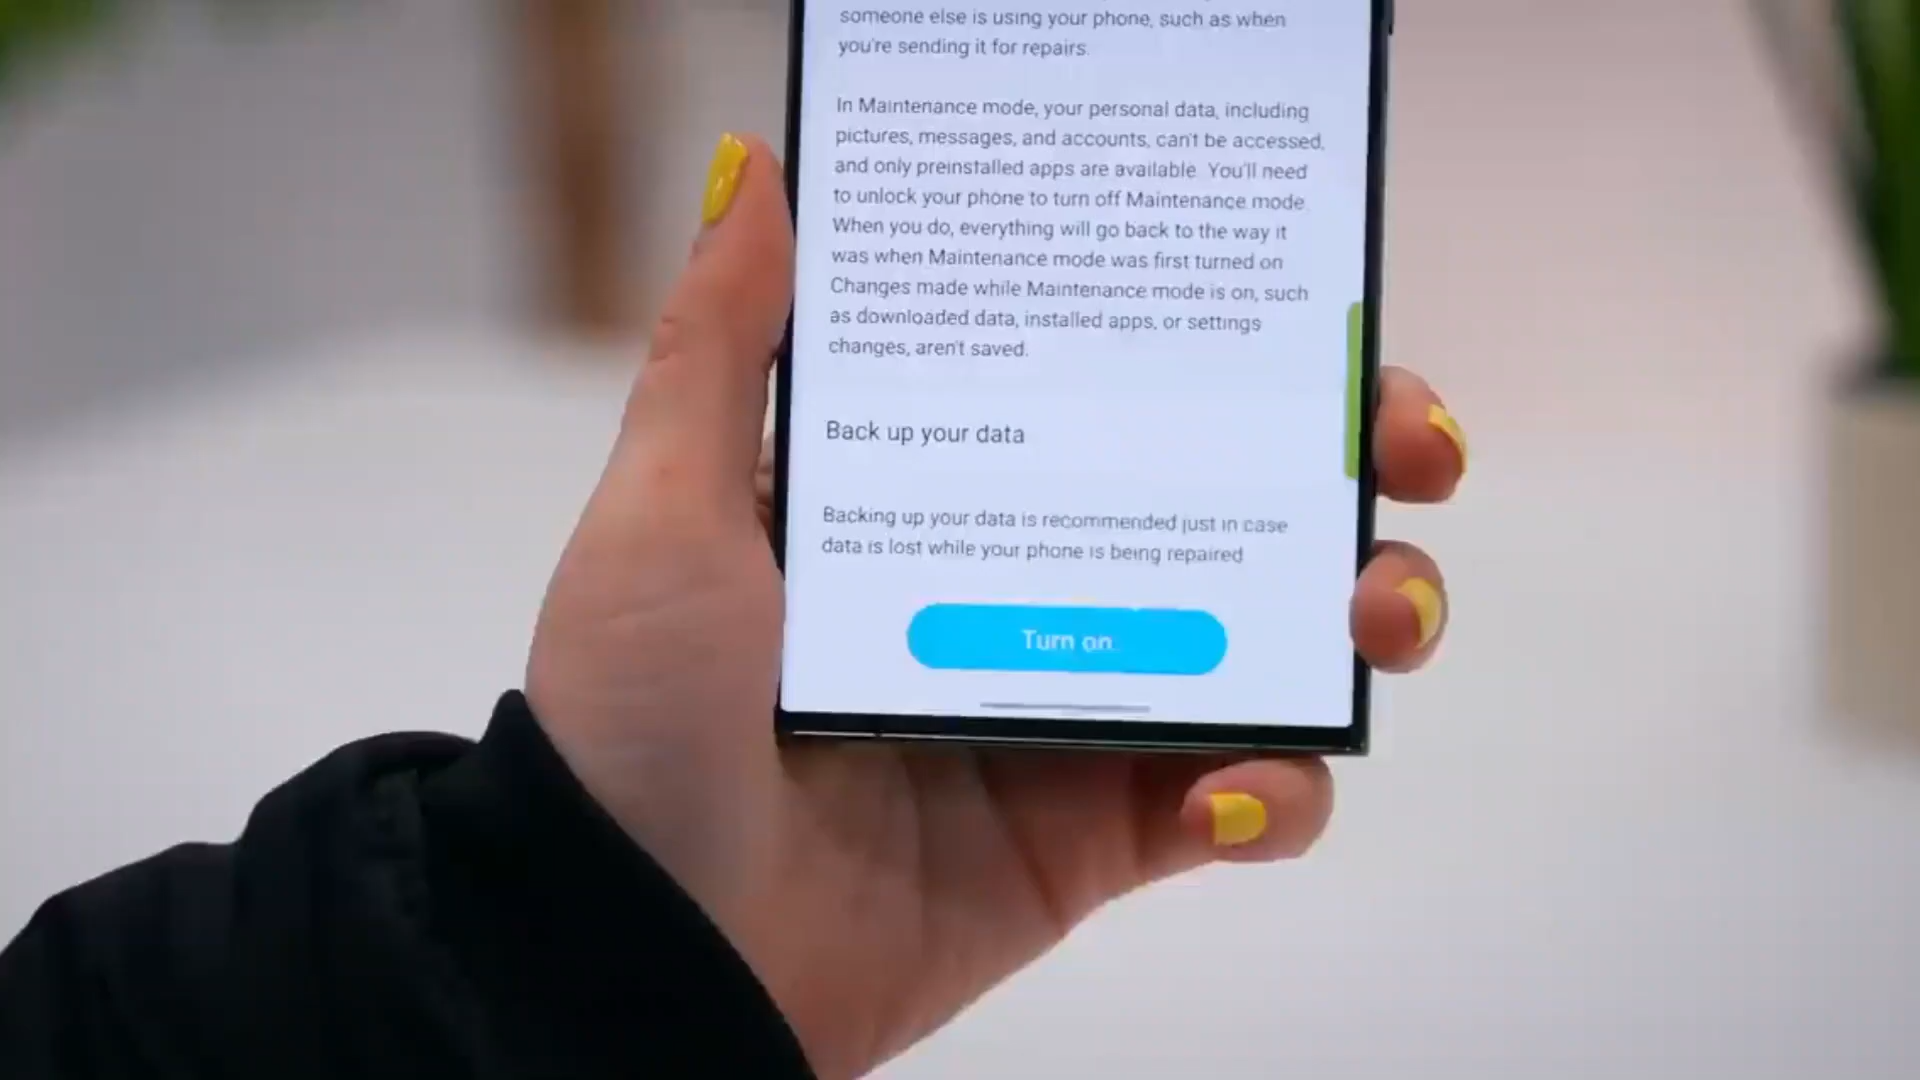 someone else is using your phone, such as when
you're sending it for repairs.
In Maintenance mode, your personal data, including
pictures, messages, and accounts, can't be accessed,
and only preinstalled apps are available. You'll need
to unlock your phone to turn off Maintenance mode.
When you do, everything will go back to the way it
was when Maintenance mode was first turned on
Changes made while Maintenance mode is on, such
as downloaded data, installed apps, or settings
changes, aren't saved.
Back up your data
Backing up your data is recommended just in case
data is lost while your phone is being repaired
Turn on